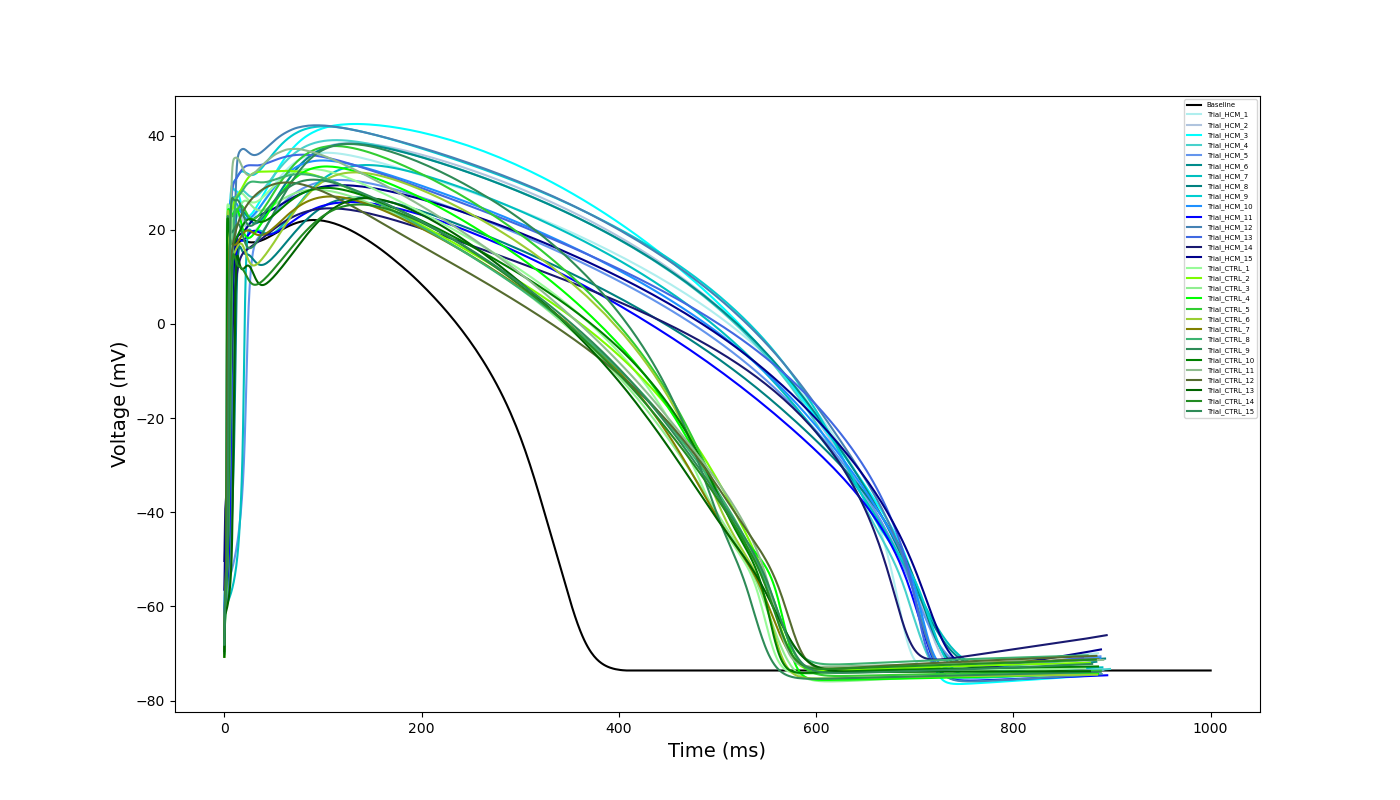 Voltage (mV)
40
20
0
−20
−40
−60
−80
0 200 400 600 800 1000
Time (ms)
Baseline
Trial_HCM_1
Trial_HCM_2
Trial_HCM_3
Trial_HCM_4
Trial_HCM_5
Trial_HCM_6
Trial_HCM_7
Trial_HCM_8
Trial_HCM_9
Trial_HCM_10
Trial_HCM_11
Trial_HCM_12
Trial_HCM_13
Trial_HCM_14
Trial_HCM_15
Trial_CTRL_1
Trial_CTRL_2
Trial_CTRL_3
Trial_CTRL_4
Trial_CTRL_5
Trial_CTRL_6
Trial_CTRL_7
Trial_CTRL_8
Trial_CTRL_9
Trial_CTRL_10
Trial_CTRL_11
Trial_CTRL_12
Trial_CTRL_13
Trial_CTRL_14
Trial_CTRL_15